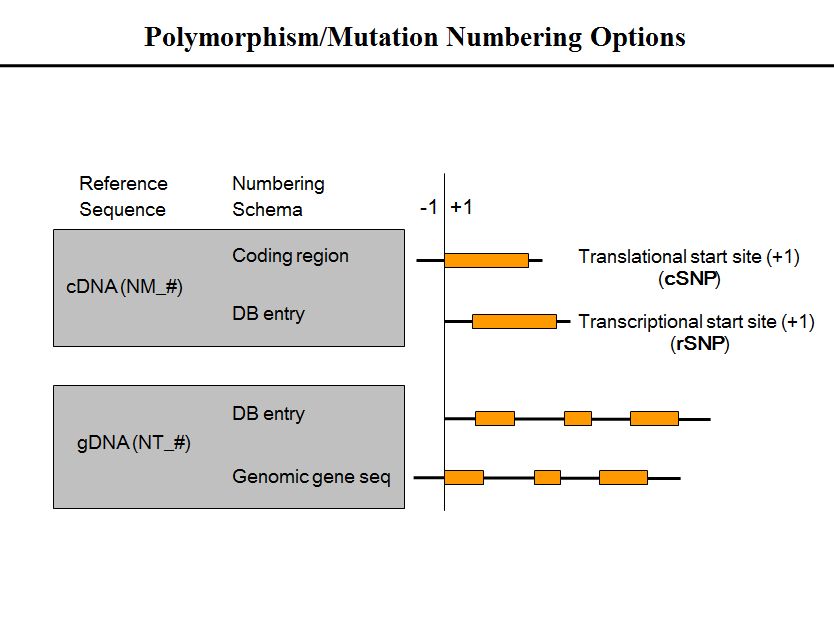 Polymorphism/Mutation Numbering Options
Reference
Sequence
Numbering
Schema
-1 +1
cDNA (NM_#)
Coding region
Translational start site (+1)
(cSNP)
DB entry
Transcriptional start site (+1)
(rSNP)
gDNA (NT_#)
DB entry
Genomic gene seq